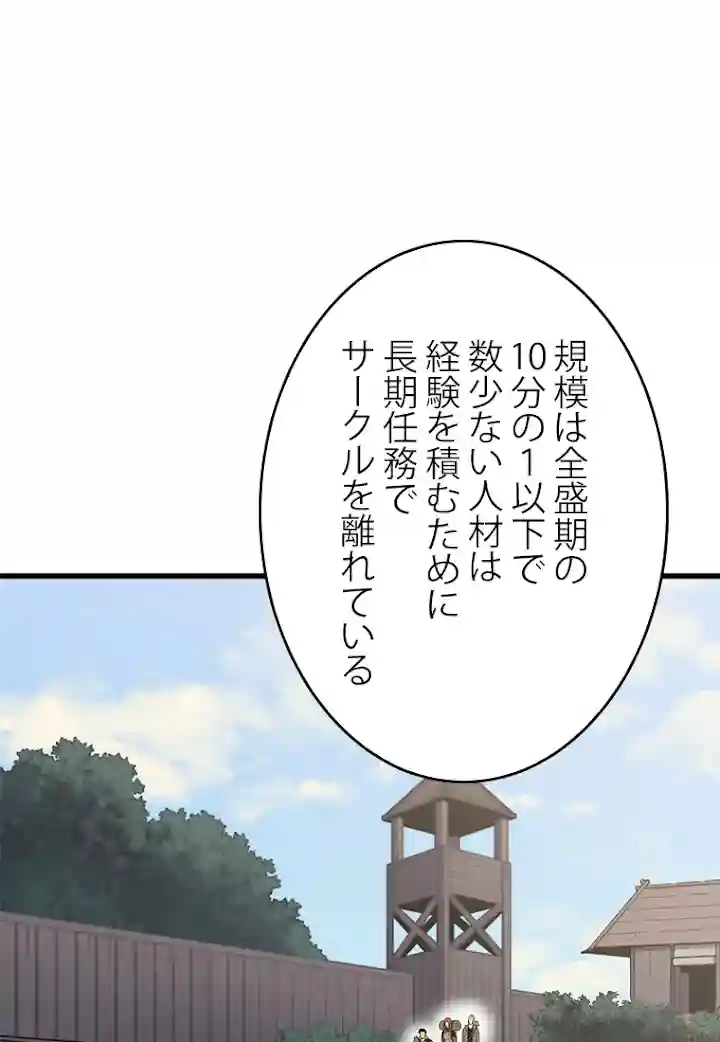 規模は全盛期の
10分の1以下で
数少ない人材は
経験を積むために
長期任務で
サークルを離れている